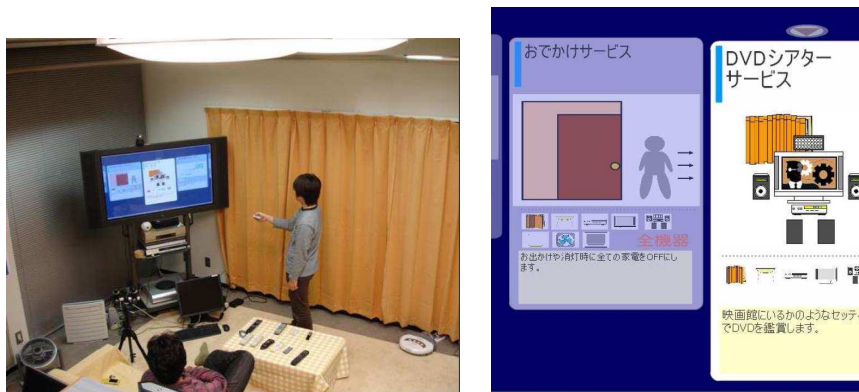 おでかけサービス
全機器
お出かけや消灯時に全ての家電をOFFにし
ます。
DVDシアター
サービス
映画館にいるかのようなセッティ
でDVDを鑑賞します。